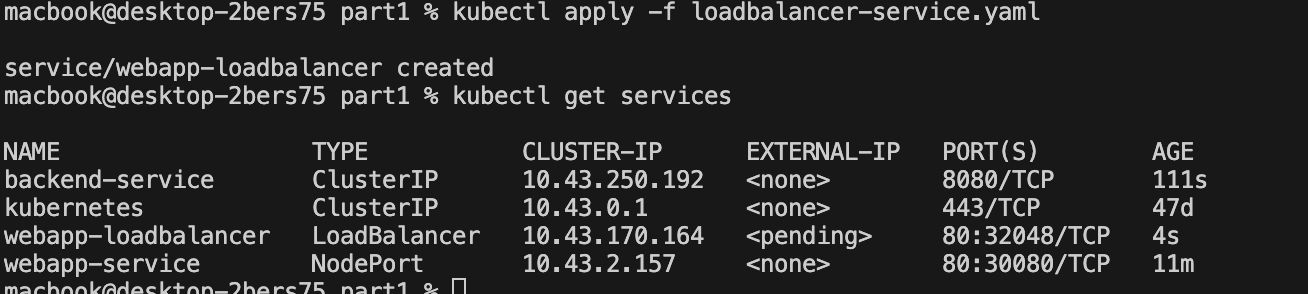 macbook@desktop-2bers75 part1 % kubectl apply -f loadbalancer-service.yaml
service/webapp-loadbalancer created
macbook@desktop-2bers75 part1 % kubectl get services
NAME TYPE CLUSTER-IP EXTERNAL-IP PORT(S) AGE
backend-service ClusterIP 10.43.250.192 <none> 8080/TCP 111s
kubernetes ClusterIP 10.43.0.1 <none> 443/TCP 47d
webapp-loadbalancer LoadBalancer 10.43.170.164 <pending> 80:32048/TCP 4s
webapp-service NodePort 10.43.2.157 <none> 80:30080/TCP 11m
macbook@desktop-2bers75 part1 %